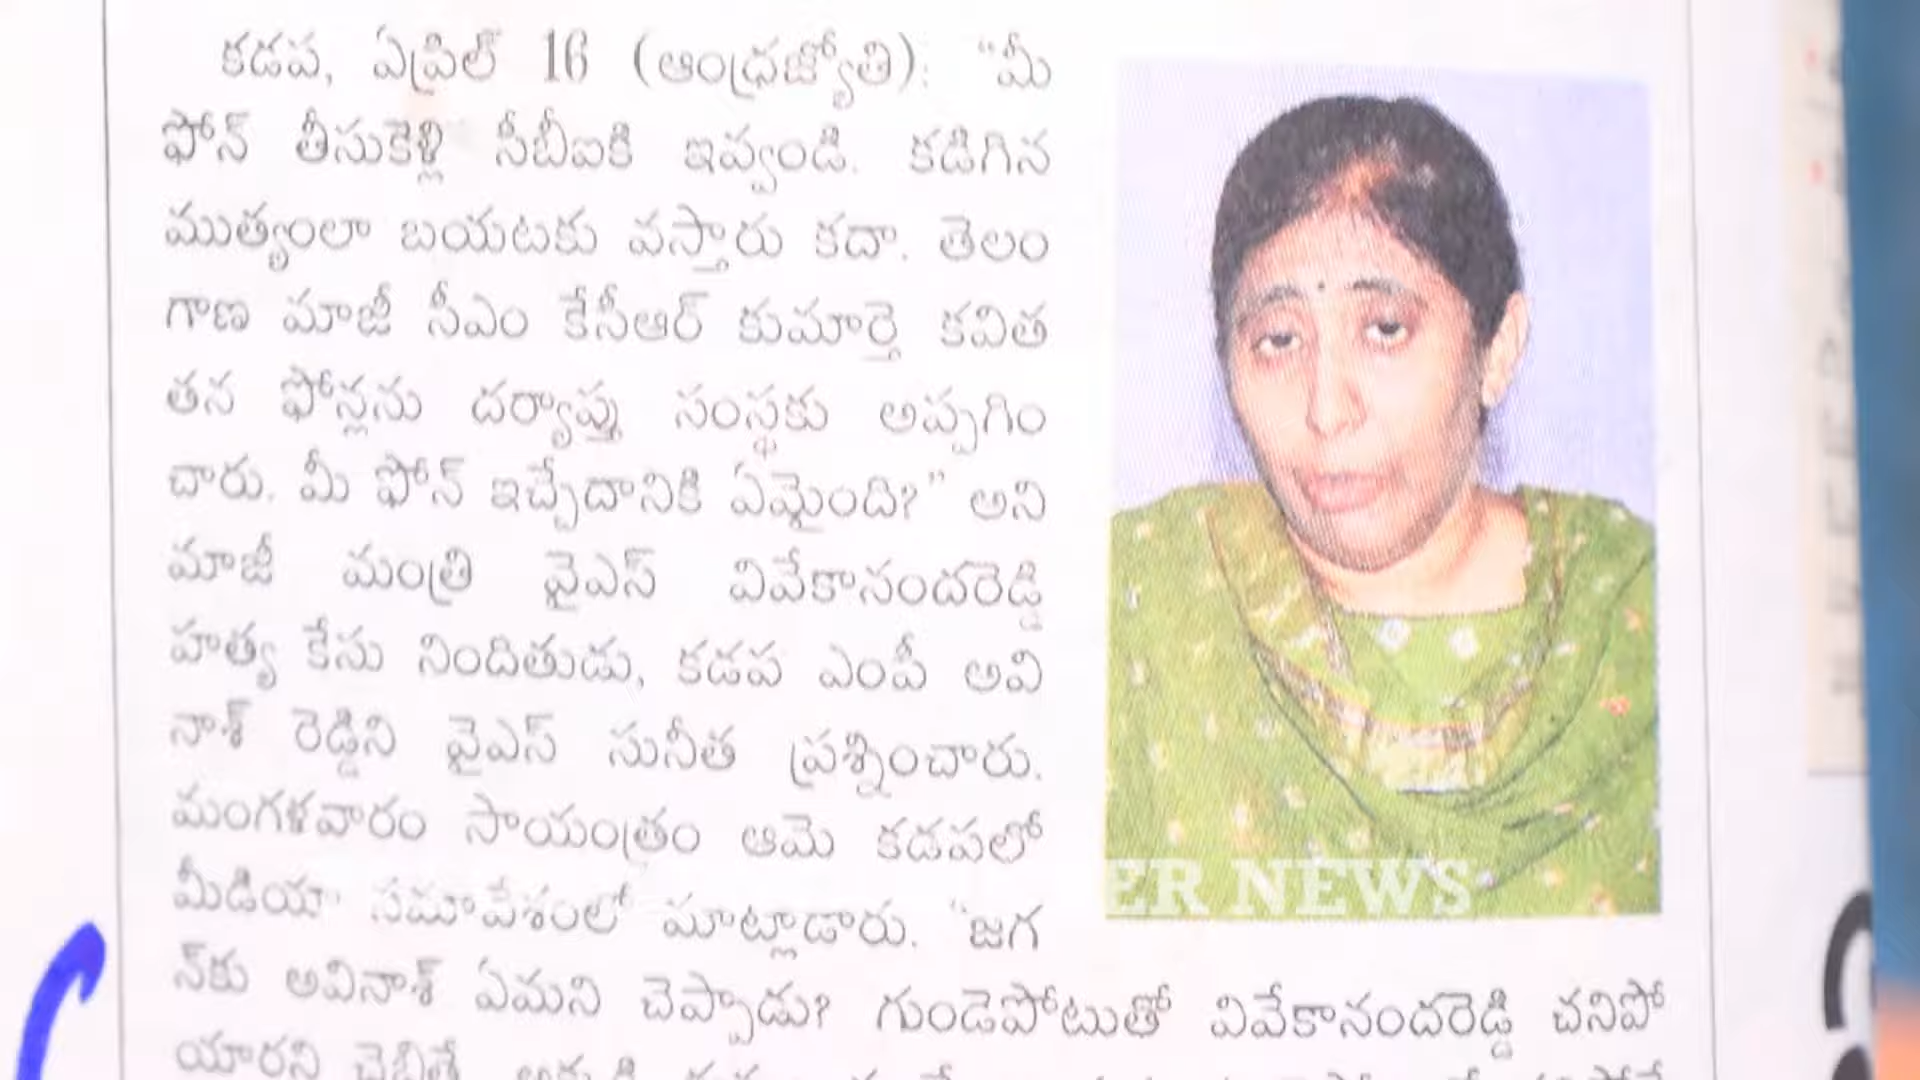 కడప, ఏప్రిల్ 16 (ఆంధ్రజ్యోతి): “మీ
ఫోన్ తీసుకెళ్లి సీబీఐకి ఇవ్వండి. కడిగిన
ముత్యంలా బయటకు వస్తారు కదా. తెలం
గాణ మాజీ సీఎం కేసీఆర్ కుమార్తె కవిత
తన ఫోన్లను దర్యాప్తు సంస్థకు అప్పగిం
చారు. మీ ఫోన్ ఇచ్చేదానికి ఏమైంది?” అని
మాజీ మంత్రి వైఎస్ వివేకానందరెడ్డి
హత్య కేసు నిందితుడు, కడప ఎంపీ అవి
నాశ్ రెడ్డిని వైఎస్ సునీత ప్రశ్నించారు.
మంగళవారం సాయంత్రం ఆమె కడపలో
మీడియా సమావేశంలో మాట్లాడారు. “జగ
న్‌కు అవినాశ్ ఏమని చెప్పాడు? గుండెపోటుతో వివేకానందరెడ్డి చనిపో
యారని చెబితే
ER NEWS